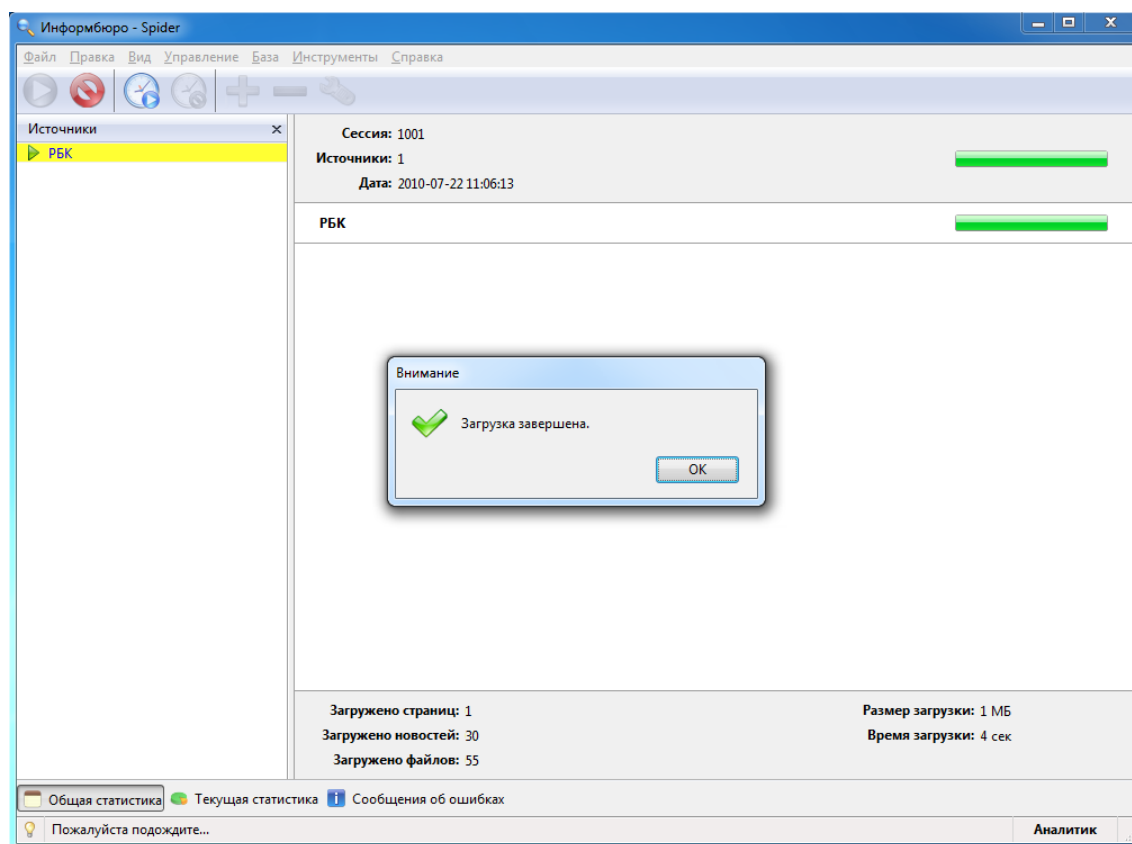 Информбюро - Spider
Файл Правка Вид Управление База Инструменты Справка
Источники
РБК
Сессия: 1001
Источники: 1
Дата: 2010-07-22 11:06:13
РБК
Внимание
Загрузка завершена.
OK
Загружено страниц: 1
Загружено новостей: 30
Загружено файлов: 55
Размер загрузки: 1 МБ
Время загрузки: 4 сек
Общая статистика Текущая статистика Сообщения об ошибках
Пожалуйста подождите...
Аналитик